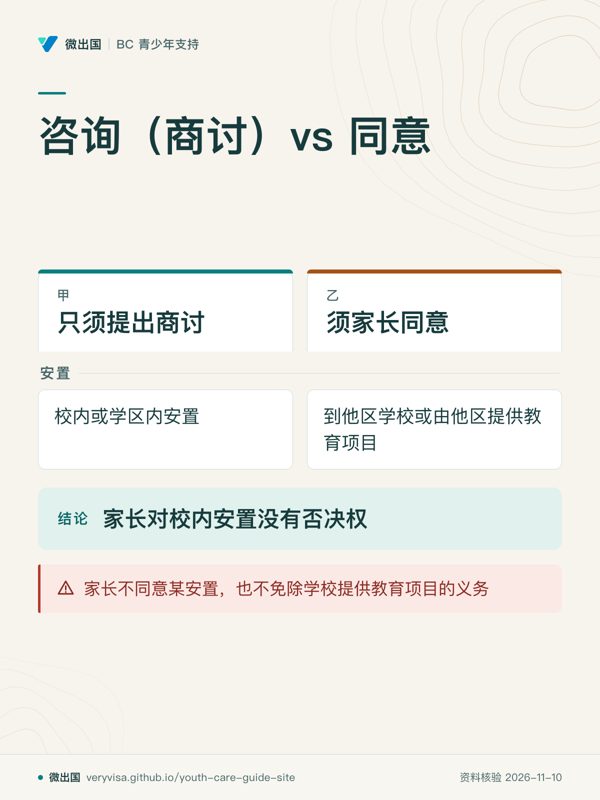 微出国 | BC 青少年支持
咨询（商讨）vs 同意
甲
只须提出商讨
乙
须家长同意
安置
校内或学区内安置
到他区学校或由他区提供教
育项目
结论 家长对校内安置没有否决权
家长不同意某安置，也不免除学校提供教育项目的义务
微出国 veryvisa.github.io/youth-care-guide-site
资料核验 2026-11-10